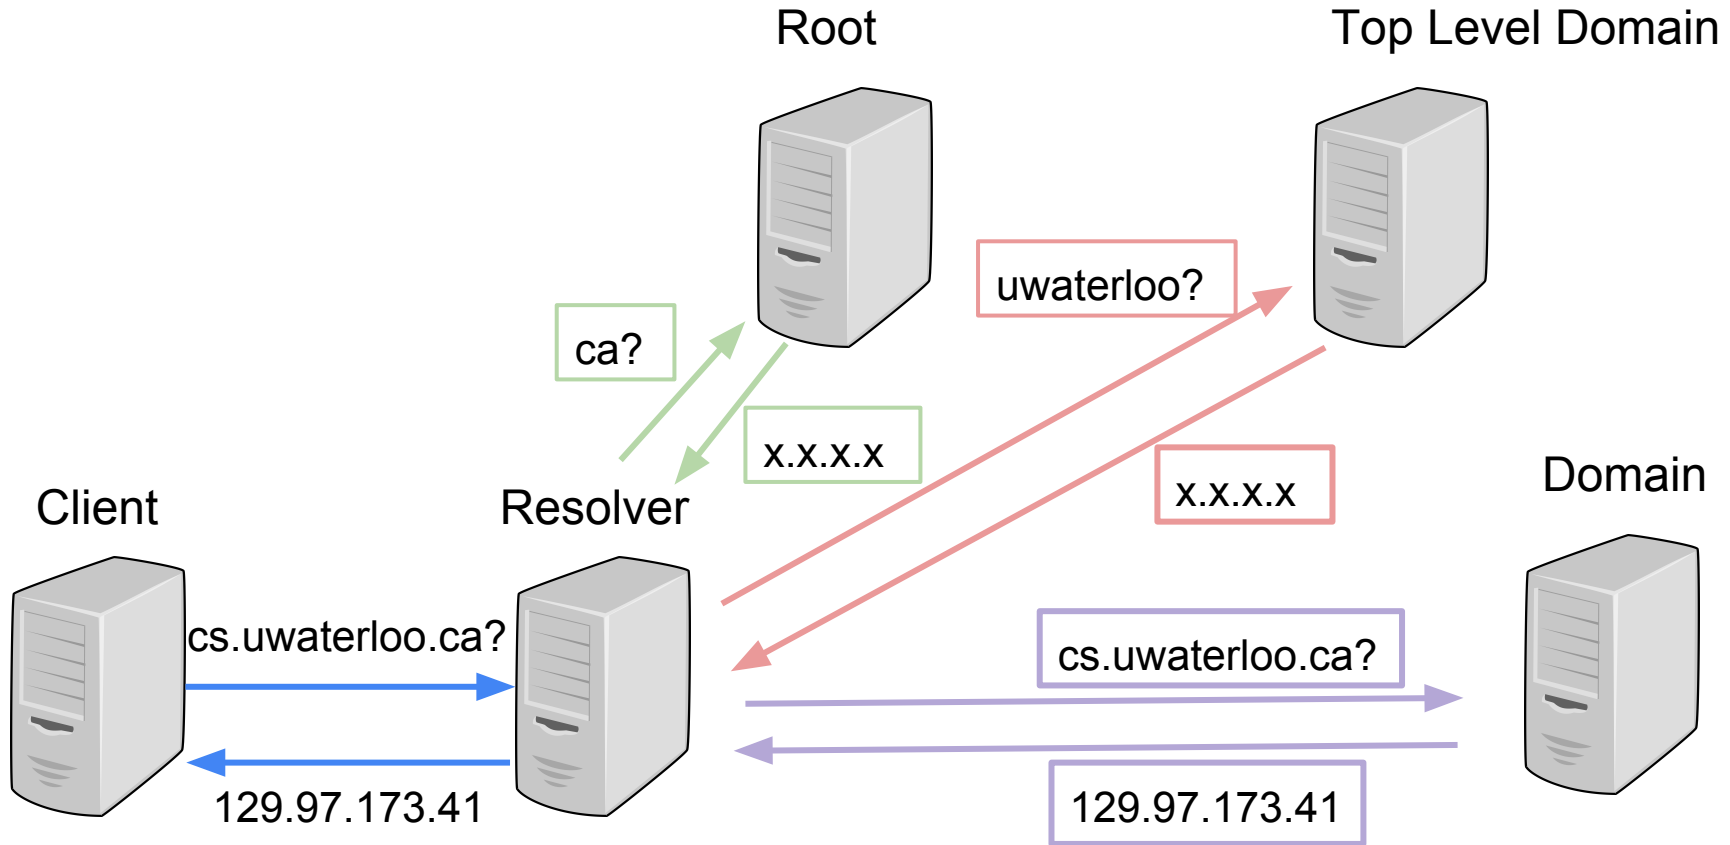 Root
Top Level Domain
uwaterloo?
ca?
x.x.x.x
x.x.x.x
Domain
Client
Resolver
cs.uwaterloo.ca?
cs.uwaterloo.ca?
129.97.173.41
129.97.173.41